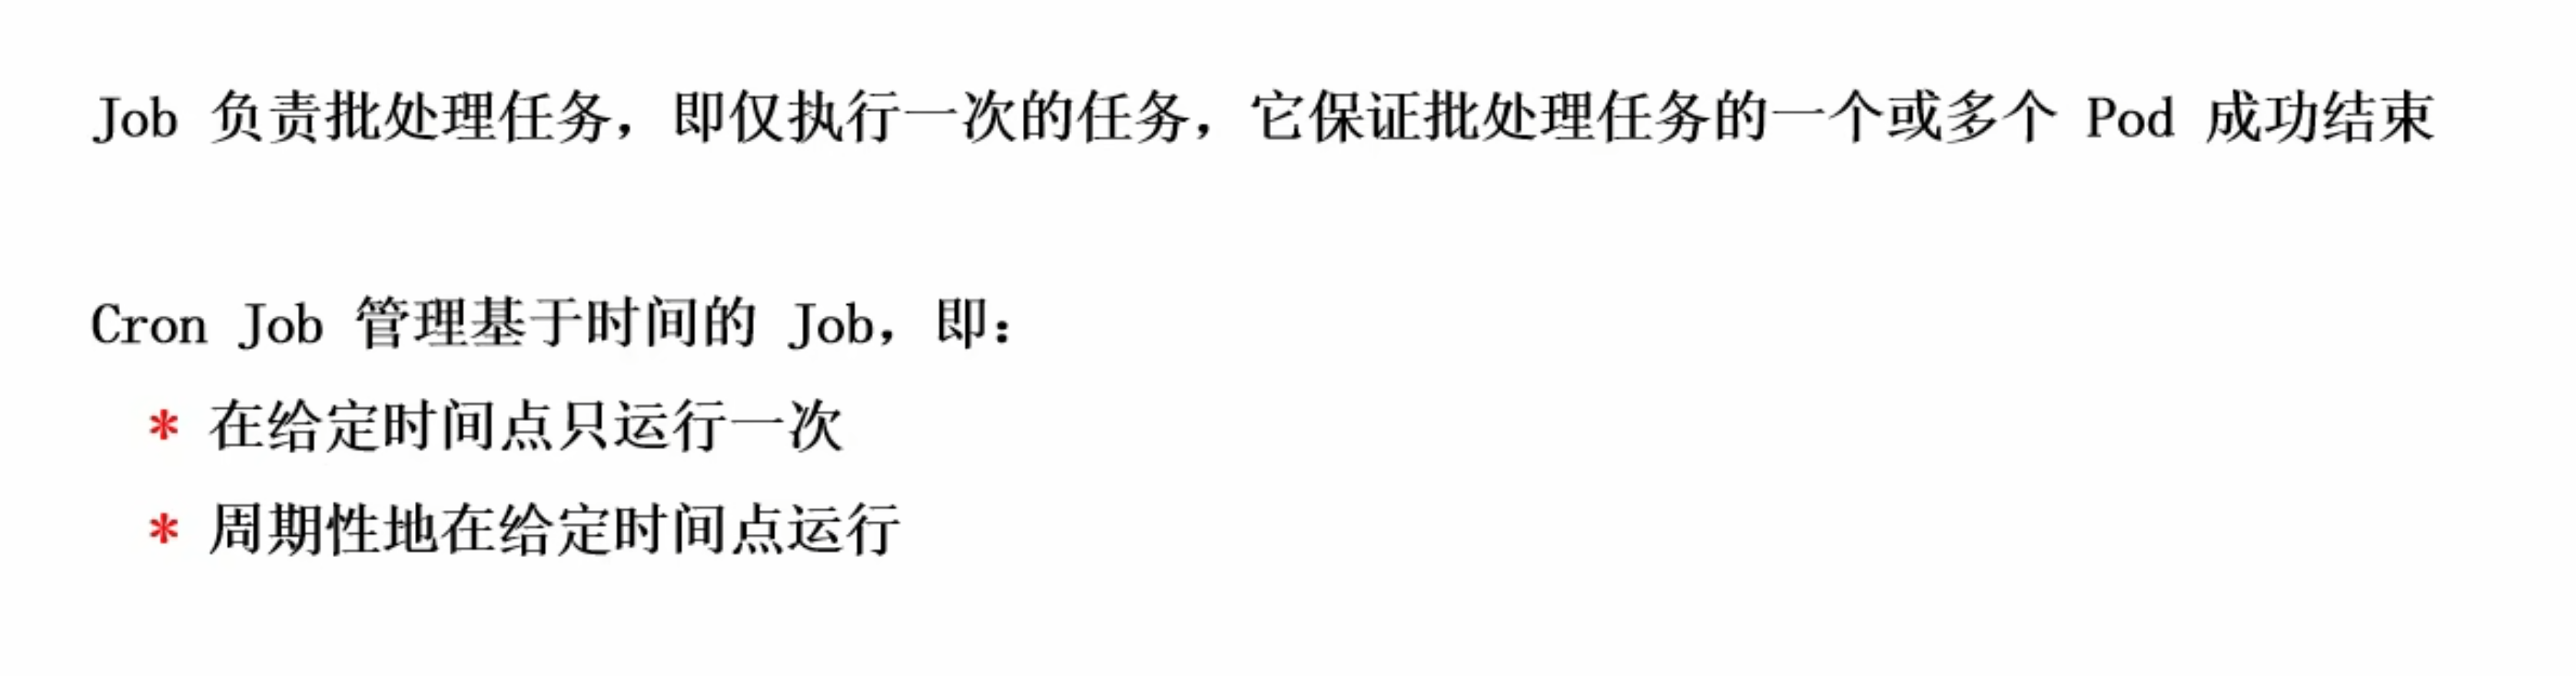 Job 负责批处理任务，即仅执行一次的任务，它保证批处理任务的一个或多个 Pod 成功结束
Cron Job 管理基于时间的 Job，即：
* 在给定时间点只运行一次
* 周期性地在给定时间点运行